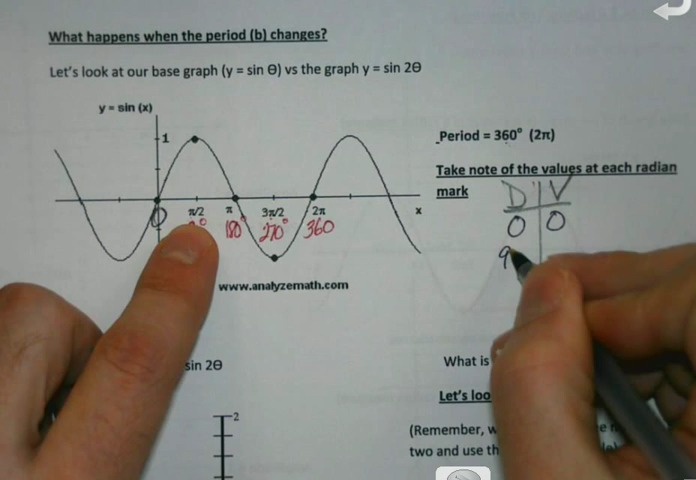 What happens when the period (b) changes?
Let's look at our base graph (y = sin Θ) vs the graph y = sin 2Θ
y = sin (x)
1
Period = 360° (2π)
Take note of the values at each radian
mark
D V
0 0
9
0 π/2 π 3π/2 2π x
180° 270° 360
www.analyzemath.com
sin 2Θ
What is
Let's loo
2
(Remember, w
two and use th